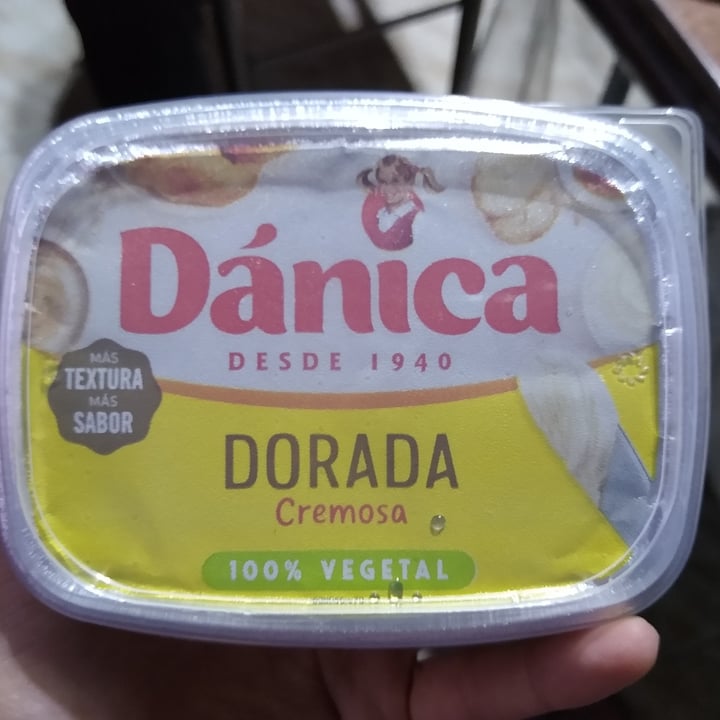 Dánica
DESDE 1940
MÁS
TEXTURA
MÁS
SABOR
DORADA
Cremosa
100% VEGETAL